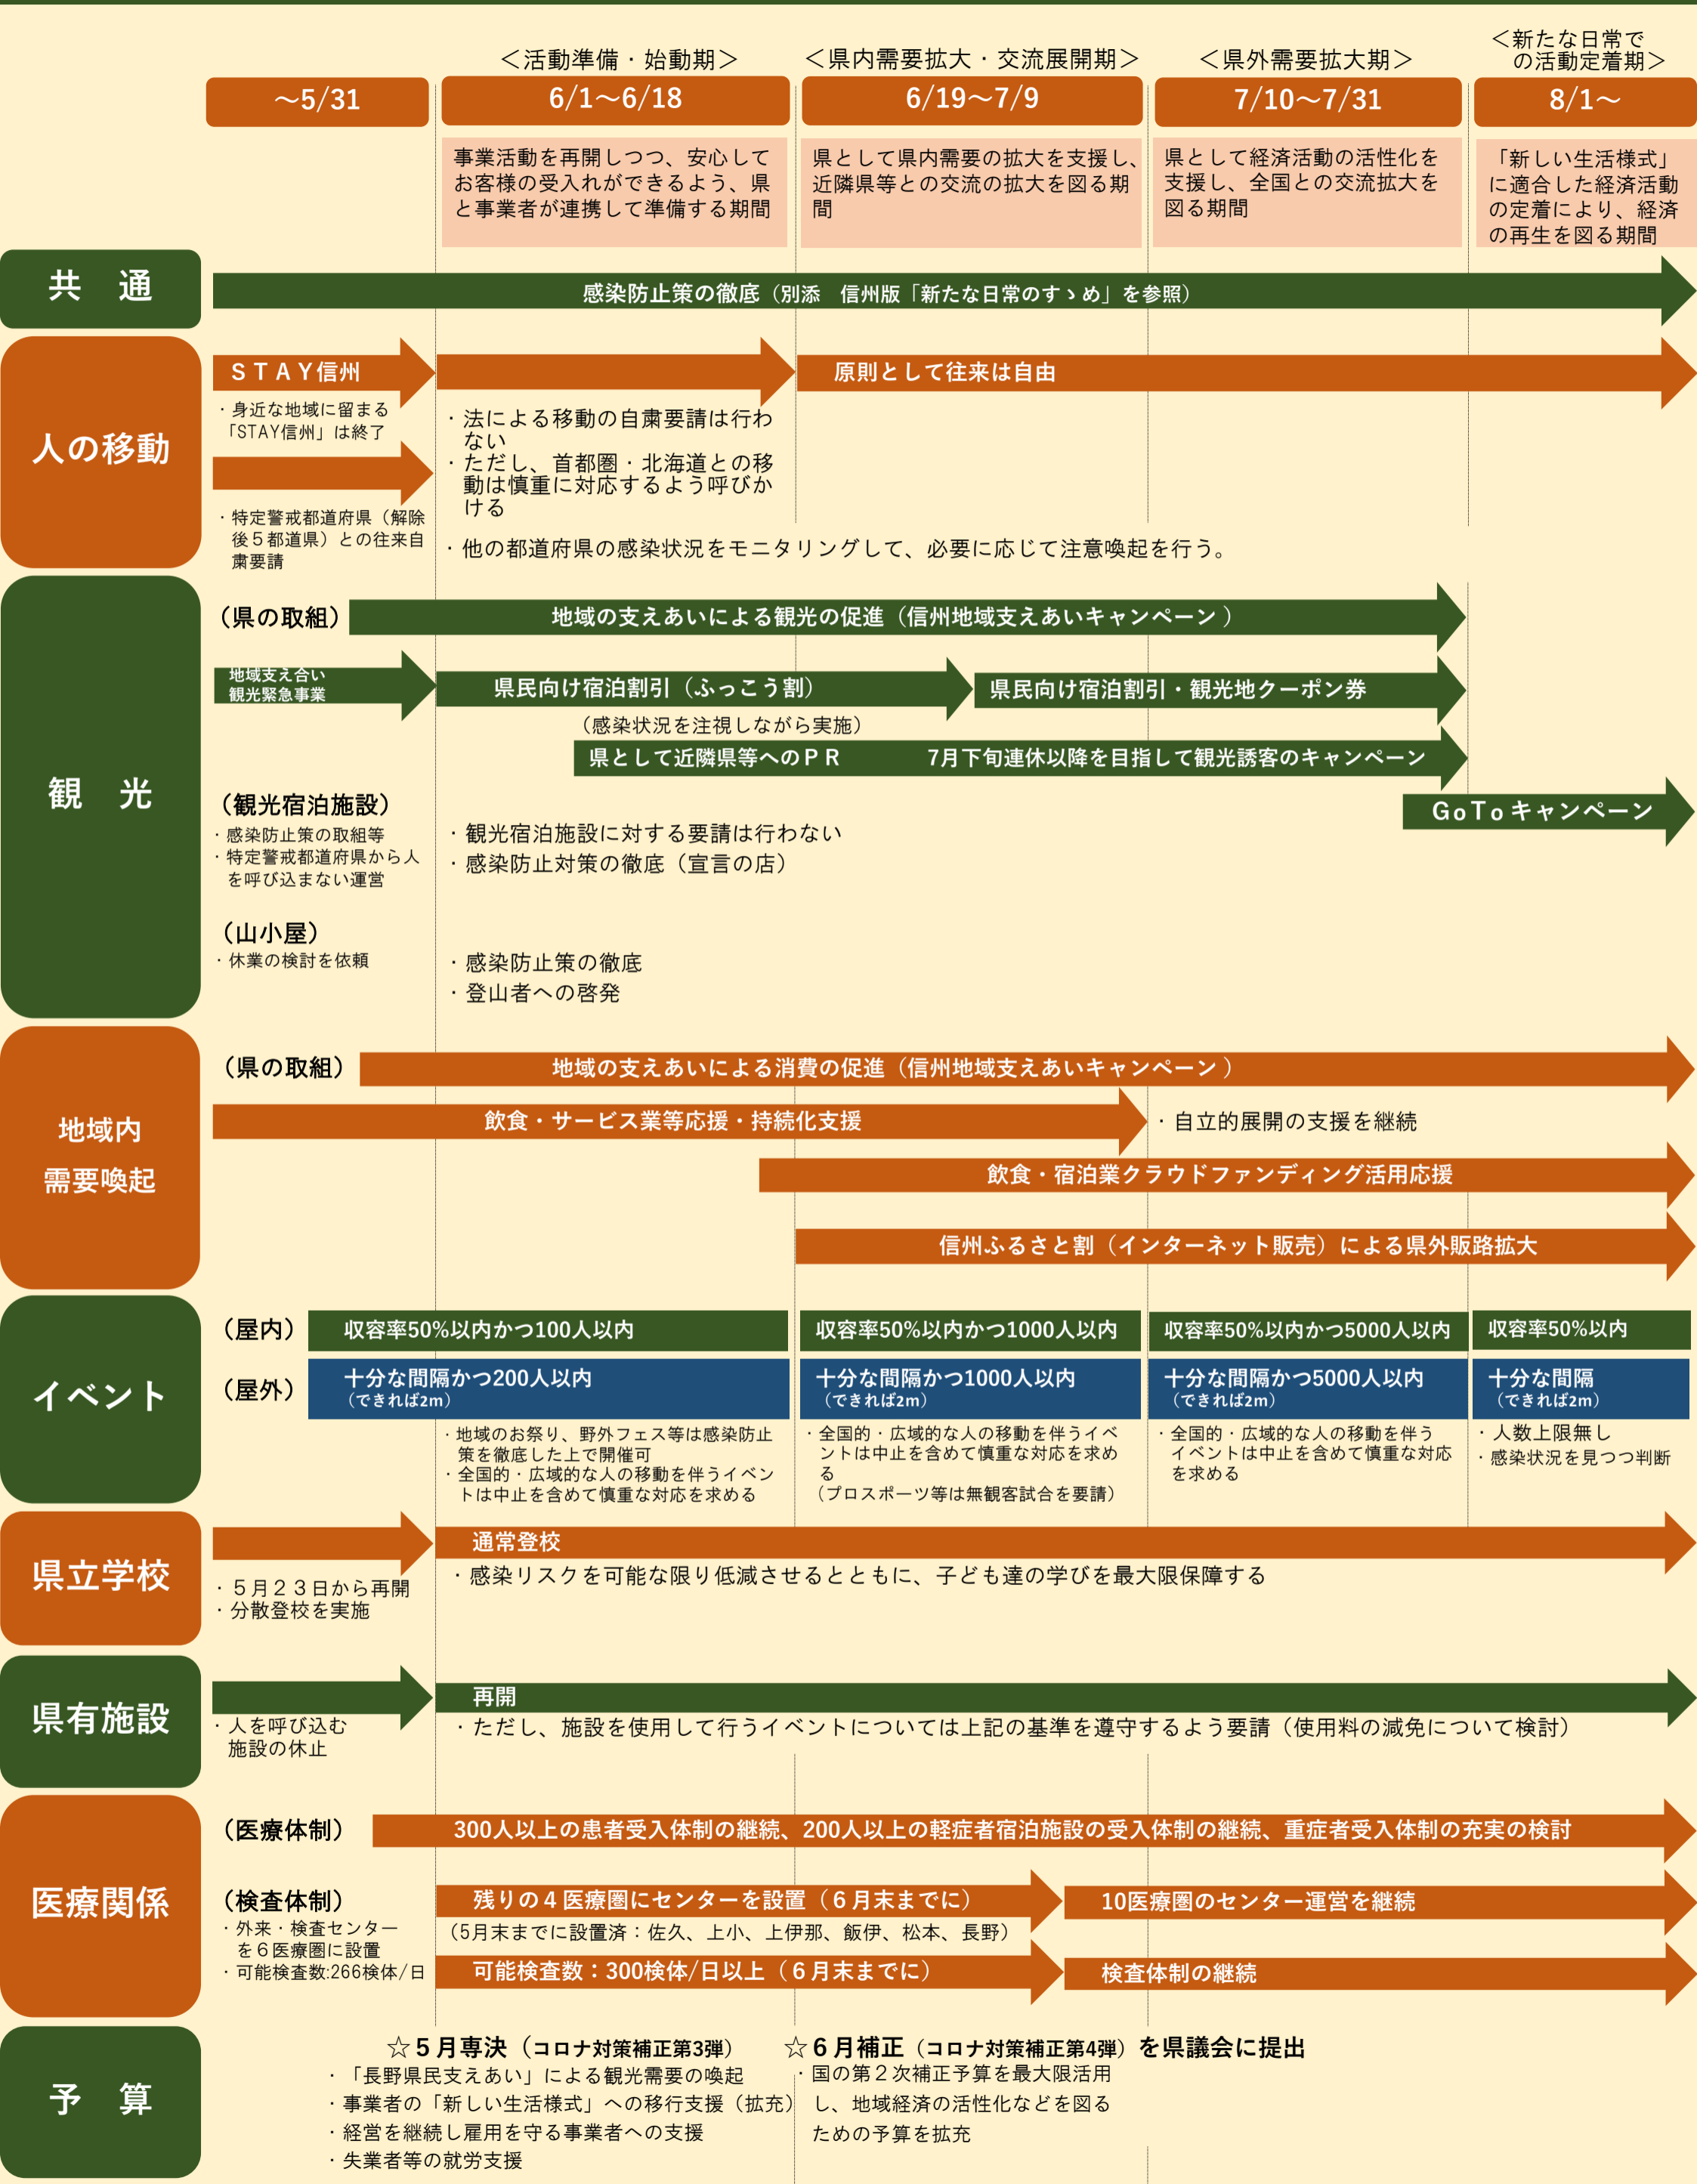 ＜活動準備・始動期＞
＜県内需要拡大・交流展開期＞
＜県外需要拡大期＞
＜新たな日常で
の活動定着期＞
～5/31
6/1～6/18
6/19～7/9
7/10～7/31
8/1～
事業活動を再開しつつ、安心して
お客様の受入れができるよう、県
と事業者が連携して準備する期間
県として県内需要の拡大を支援し、
近隣県等との交流の拡大を図る期
間
県として経済活動の活性化を
支援し、全国との交流拡大を
図る期間
「新しい生活様式」
に適合した経済活動
の定着により、経済
の再生を図る期間
共　通
感染防止策の徹底（別添　信州版「新たな日常のすゝめ」を参照）
人の移動
ＳＴＡＹ信州
・身近な地域に留まる
「STAY信州」は終了
・特定警戒都道府県（解除
後５都道県）との往来自
粛要請
・法による移動の自粛要請は行わ
ない
・ただし、首都圏・北海道との移
動は慎重に対応するよう呼びか
ける
原則として往来は自由
・他の都道府県の感染状況をモニタリングして、必要に応じて注意喚起を行う。
観　光
（県の取組）
地域の支えあいによる観光の促進（信州地域支えあいキャンペーン ）
地域支え合い
観光緊急事業
県民向け宿泊割引（ふっこう割）
県民向け宿泊割引・観光地クーポン券
（感染状況を注視しながら実施）
県として近隣県等へのＰＲ
7月下旬連休以降を目指して観光誘客のキャンペーン
GoTo キャンペーン
（観光宿泊施設）
・感染防止策の取組等
・特定警戒都道府県から人
を呼び込まない運営
・観光宿泊施設に対する要請は行わない
・感染防止対策の徹底（宣言の店）
（山小屋）
・休業の検討を依頼
・感染防止策の徹底
・登山者への啓発
地域内
需要喚起
（県の取組）
地域の支えあいによる消費の促進（信州地域支えあいキャンペーン ）
飲食・サービス業等応援・持続化支援
・自立的展開の支援を継続
飲食・宿泊業クラウドファンディング活用応援
信州ふるさと割（インターネット販売）による県外販路拡大
イベント
（屋内）
収容率50%以内かつ100人以内
収容率50%以内かつ1000人以内
収容率50%以内かつ5000人以内
収容率50%以内
（屋外）
十分な間隔かつ200人以内
（できれば2m）
十分な間隔かつ1000人以内
（できれば2m）
十分な間隔かつ5000人以内
（できれば2m）
十分な間隔
（できれば2m）
・地域のお祭り、野外フェス等は感染防止
策を徹底した上で開催可
・全国的・広域的な人の移動を伴うイベン
トは中止を含めて慎重な対応を求める
・全国的・広域的な人の移動を伴うイベ
ントは中止を含めて慎重な対応を求め
る
（プロスポーツ等は無観客試合を要請）
・全国的・広域的な人の移動を伴う
イベントは中止を含めて慎重な対応
を求める
・人数上限無し
・感染状況を見つつ判断
県立学校
・５月２３日から再開
・分散登校を実施
通常登校
・感染リスクを可能な限り低減させるとともに、子ども達の学びを最大限保障する
県有施設
・人を呼び込む
施設の休止
再開
・ただし、施設を使用して行うイベントについては上記の基準を遵守するよう要請（使用料の減免について検討）
医療関係
（医療体制）
300人以上の患者受入体制の継続、200人以上の軽症者宿泊施設の受入体制の継続、重症者受入体制の充実の検討
（検査体制）
・外来・検査センター
を６医療圏に設置
・可能検査数:266検体/日
残りの４医療圏にセンターを設置（６月末までに）
（5月末までに設置済：佐久、上小、上伊那、飯伊、松本、長野）
10医療圏のセンター運営を継続
可能検査数：300検体/日以上（６月末までに）
検査体制の継続
予　算
☆５月専決（コロナ対策補正第3弾）
・「長野県民支えあい」による観光需要の喚起
・事業者の「新しい生活様式」への移行支援（拡充）
・経営を継続し雇用を守る事業者への支援
・失業者等の就労支援
☆６月補正（コロナ対策補正第4弾）を県議会に提出
・国の第２次補正予算を最大限活用
し、地域経済の活性化などを図る
ための予算を拡充